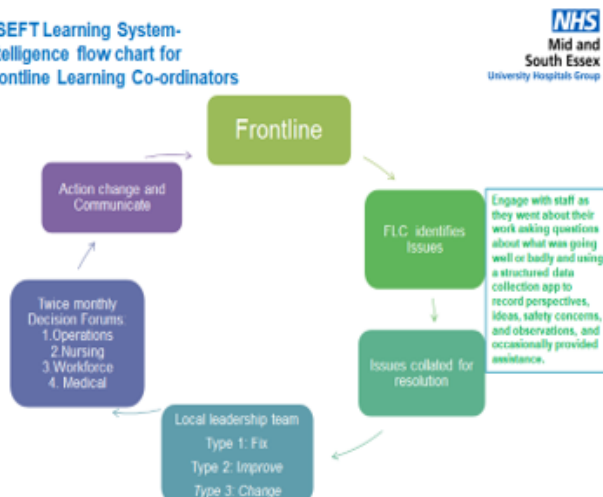 SEFT Learning System-
telligence flow chart for
ontline Learning Co-ordinators
NHS
Mid and
South Essex
University Hospitals Group
Frontline
FLC identifies
Issues
Engage with staff as
they went about their
work asking questions
about what was going
well or badly and using
a structured data
collection app to
record perspectives,
ideas, safety concerns,
and observations, and
occasionally provided
assistance.
Issues collated for
resolution
Local leadership team
Type 1: Fix
Type 2: Improve
Type 3: Change
Twice monthly
Decision Forums:
1.Operations
2.Nursing
3.Workforce
4. Medical
Action change and
Communicate